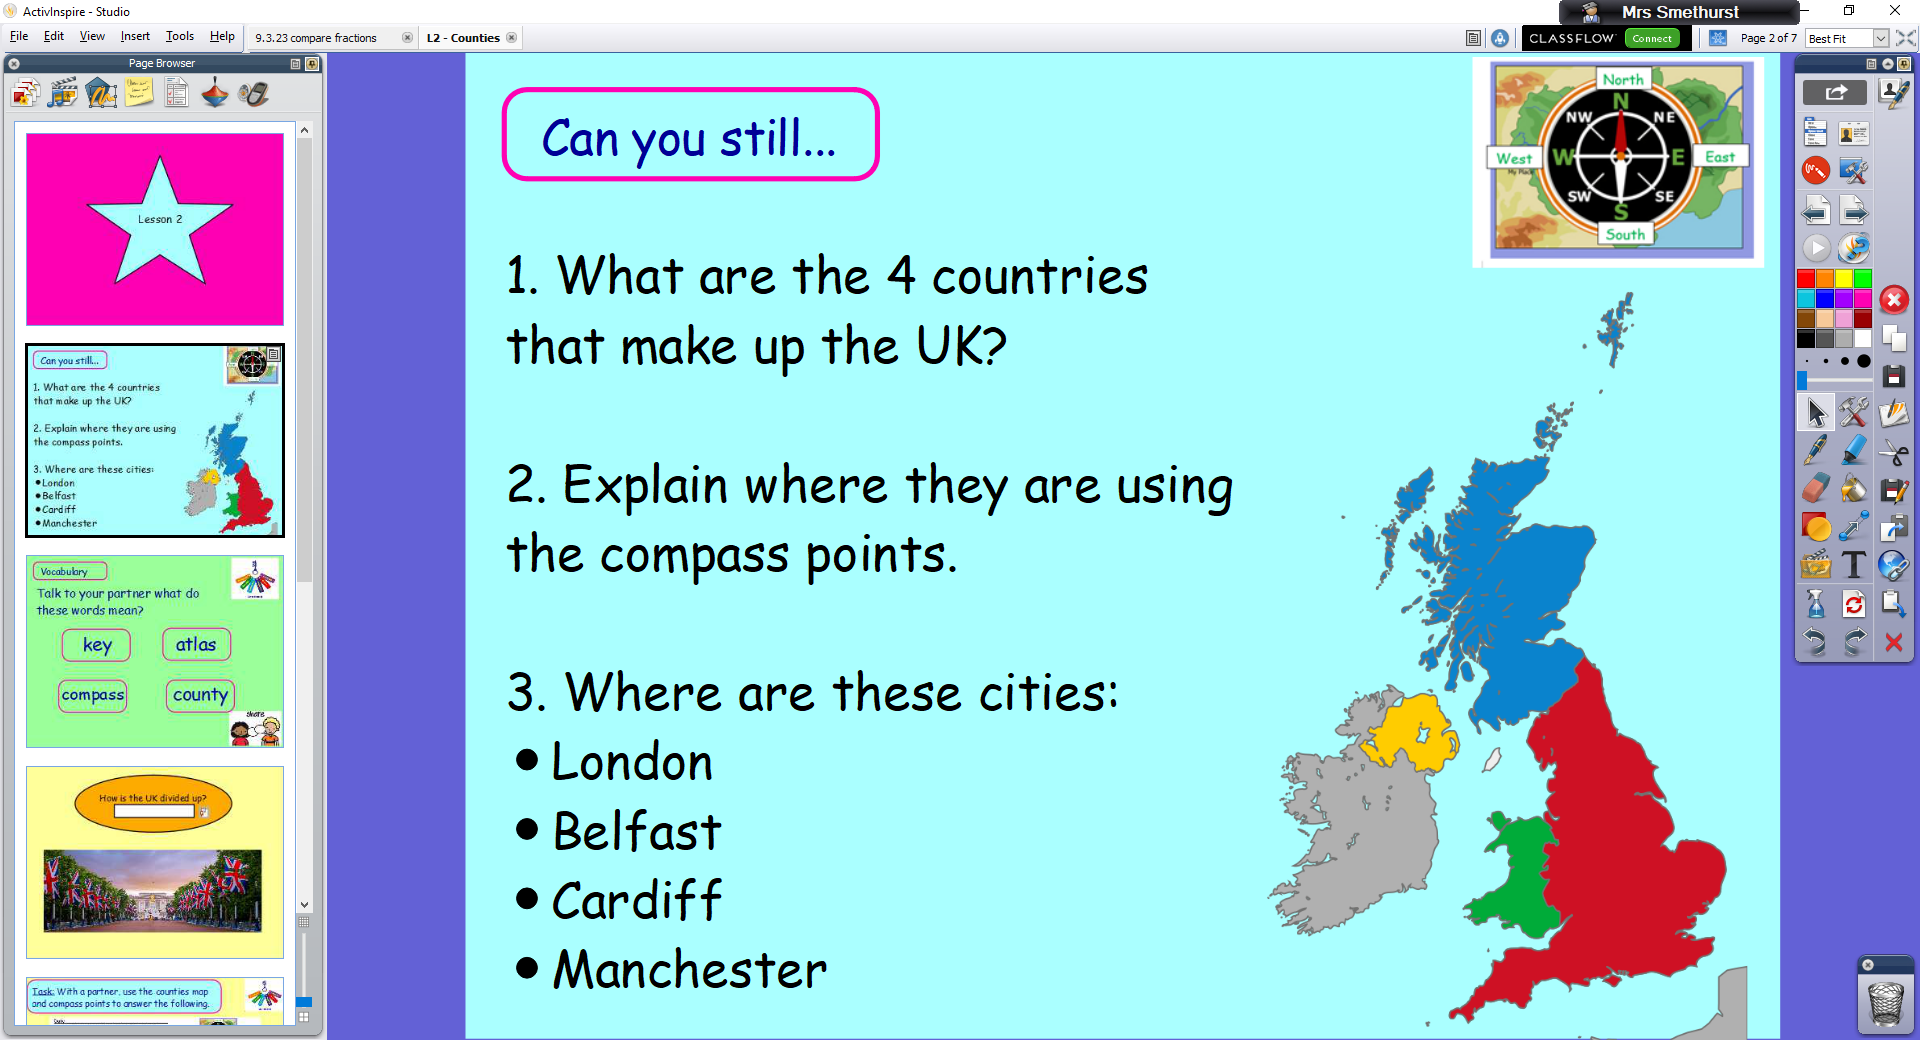 ActivInspire - Studio
Mrs Smethurst
File Edit View Insert Tools Help
9.3.23 compare fractions
L2 - Counties
CLASSFLOW
Connect
Page 2 of 7
Best Fit
Page Browser
Lesson 2
Can you still...
1. What are the 4 countries
that make up the UK?
2. Explain where they are using
the compass points.
3. Where are these cities:
•London
•Belfast
•Cardiff
•Manchester
Vocabulary
Talk to your partner what do
these words mean?
key
atlas
compass
county
share
How is the UK divided up?
Task: With a partner, use the counties map
and compass points to answer the following.
Can you still...
1. What are the 4 countries
that make up the UK?
2. Explain where they are using
the compass points.
3. Where are these cities:
• London
• Belfast
• Cardiff
• Manchester
North
N
NW
NE
West
W
E
East
My Place
SW
SE
S
South
T